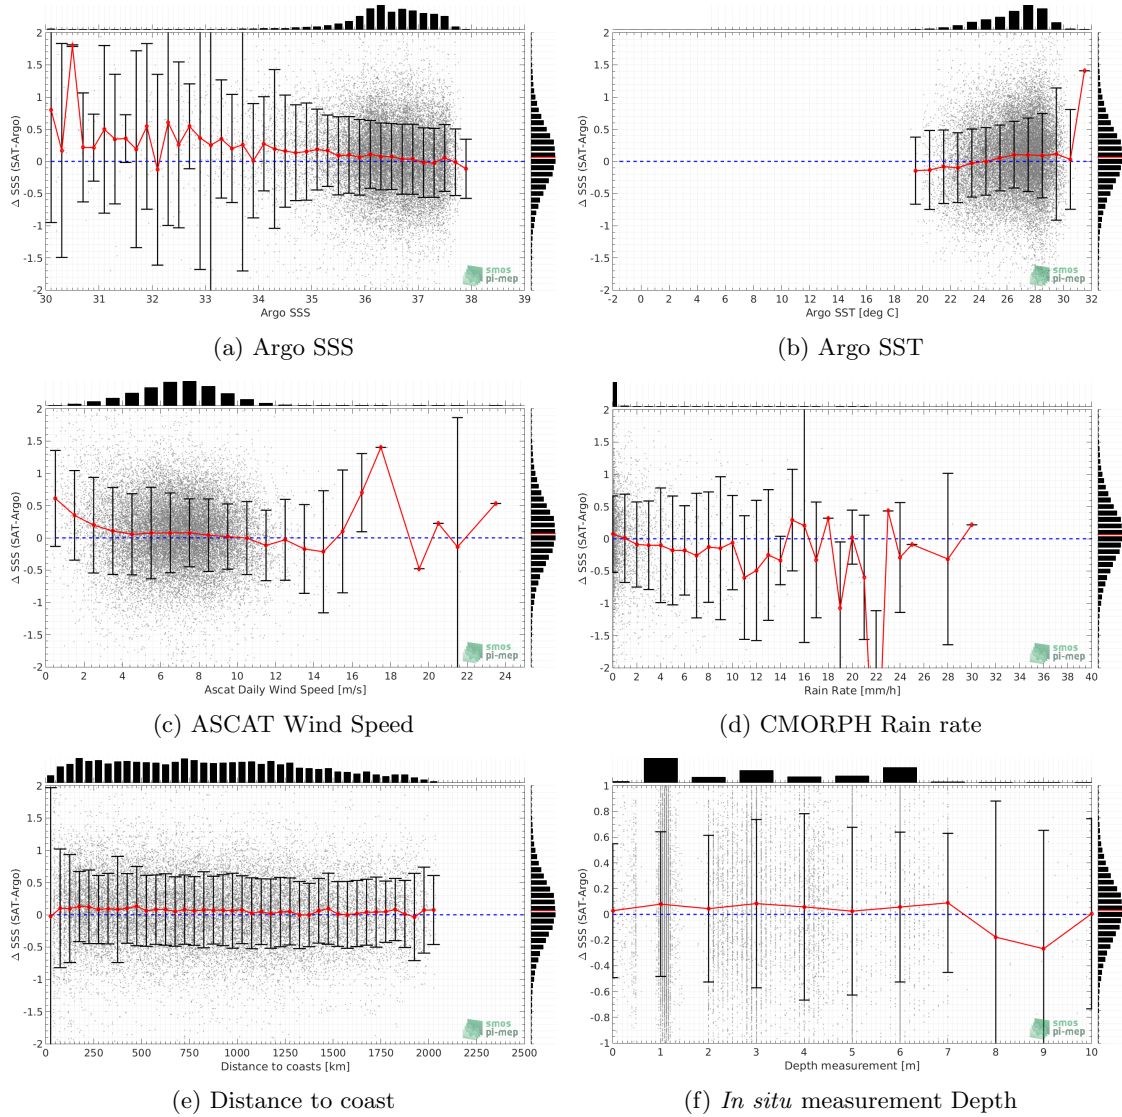 2
1.5
1
0.5
0
-0.5
-1
-1.5
-2
Δ SSS (SAT-Argo)
30 31 32 33 34 35 36 37 38 39
Argo SSS
smos
pi-mep
(a) Argo SSS
2
1.5
1
0.5
0
-0.5
-1
-1.5
-2
Δ SSS (SAT-Argo)
-2 0 2 4 6 8 10 12 14 16 18 20 22 24 26 28 30 32
Argo SST [deg C]
smos
pi-mep
(b) Argo SST
2
1.5
1
0.5
0
-0.5
-1
-1.5
-2
Δ SSS (SAT-Argo)
0 2 4 6 8 10 12 14 16 18 20 22 24
Ascat Daily Wind Speed [m/s]
smos
pi-mep
(c) ASCAT Wind Speed
2
1.5
1
0.5
0
-0.5
-1
-1.5
-2
Δ SSS (SAT-Argo)
0 2 4 6 8 10 12 14 16 18 20 22 24 26 28 30 32 34 36 38 40
Rain Rate [mm/h]
smos
pi-mep
(d) CMORPH Rain rate
2
1.5
1
0.5
0
-0.5
-1
-1.5
-2
Δ SSS (SAT-Argo)
0 250 500 750 1000 1250 1500 1750 2000 2250 2500
Distance to coasts [km]
smos
pi-mep
(e) Distance to coast
1
0.8
0.6
0.4
0.2
0
-0.2
-0.4
-0.6
-0.8
-1
Δ SSS (SAT-Argo)
0 1 2 3 4 5 6 7 8 9 10
Depth measurement [m]
smos
pi-mep
(f) In situ measurement Depth